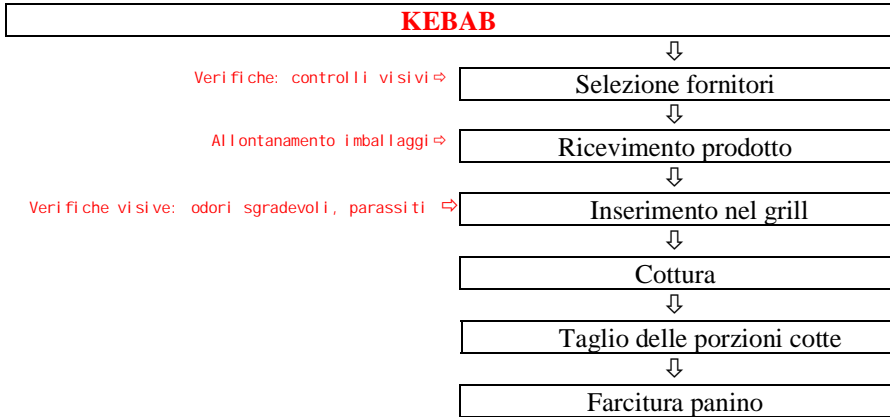 KEBAB
⇩
Verifiche: controlli visivi⇨ Selezione fornitori
⇩
Allontanamento imballaggi⇨ Ricevimento prodotto
⇩
Verifiche visive: odori sgradevoli, parassiti ⇨ Inserimento nel grill
⇩
Cottura
⇩
Taglio delle porzioni cotte
⇩
Farcitura panino